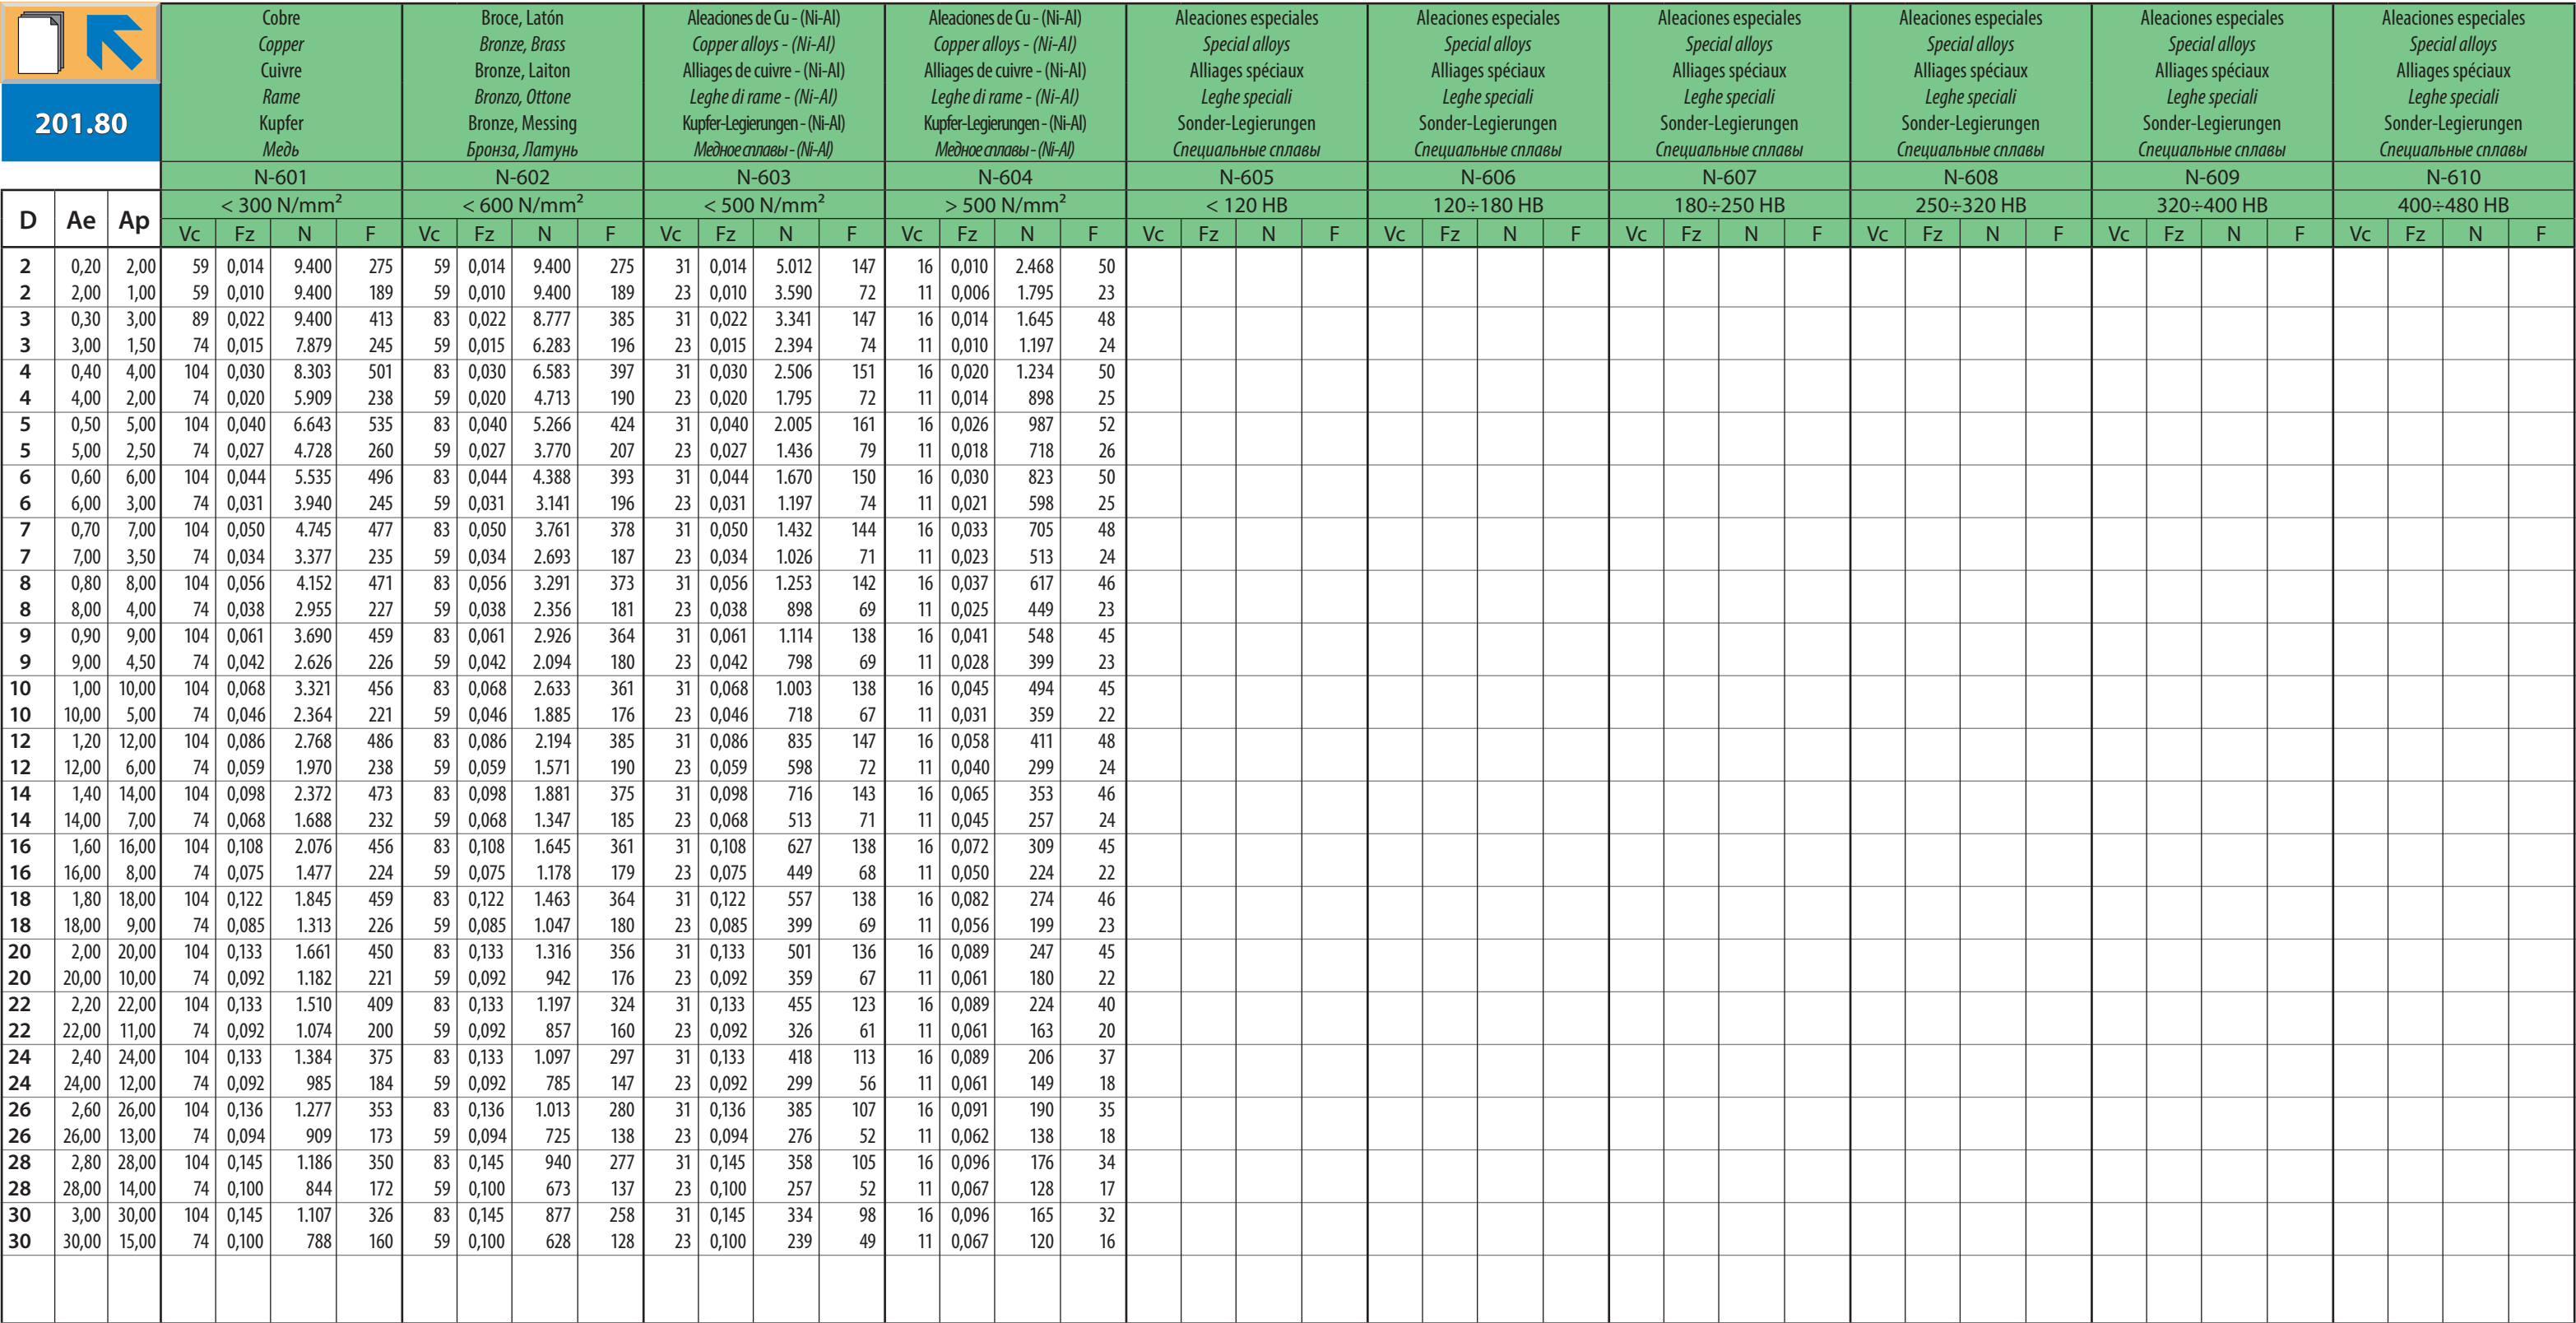 201.80
Cobre Broce, Latón Aleaciones de Cu - (Ni-Al) Aleaciones de Cu - (Ni-Al) Aleaciones especiales Aleaciones especiales Aleaciones especiales Aleaciones especiales Aleaciones especiales Aleaciones especiales
Copper Bronze, Brass Copper alloys - (Ni-Al) Copper alloys - (Ni-Al) Special alloys Special alloys Special alloys Special alloys Special alloys Special alloys
Cuivre Bronze, Laiton Alliages de cuivre - (Ni-Al) Alliages de cuivre - (Ni-Al) Alliages spéciaux Alliages spéciaux Alliages spéciaux Alliages spéciaux Alliages spéciaux Alliages spéciaux
Rame Bronzo, Ottone Leghe di rame - (Ni-Al) Leghe di rame - (Ni-Al) Leghe speciali Leghe speciali Leghe speciali Leghe speciali Leghe speciali Leghe speciali
Kupfer Bronze, Messing Kupfer-Legierungen - (Ni-Al) Kupfer-Legierungen - (Ni-Al) Sonder-Legierungen Sonder-Legierungen Sonder-Legierungen Sonder-Legierungen Sonder-Legierungen Sonder-Legierungen
Медь Бронза, Латунь Медное сплавы - (Ni-Al) Медное сплавы - (Ni-Al) Специальные сплавы Специальные сплавы Специальные сплавы Специальные сплавы Специальные сплавы Специальные сплавы
N-601 N-602 N-603 N-604 N-605 N-606 N-607 N-608 N-609 N-610
< 300 N/mm² < 600 N/mm² < 500 N/mm² > 500 N/mm² < 120 HB 120÷180 HB 180÷250 HB 250÷320 HB 320÷400 HB 400÷480 HB
D Ae Ap Vc Fz N F Vc Fz N F Vc Fz N F Vc Fz N F Vc Fz N F Vc Fz N F Vc Fz N F Vc Fz N F Vc Fz N F Vc Fz N F
2 0,20 2,00 59 0,014 9.400 275 59 0,014 9.400 275 31 0,014 5.012 147 16 0,010 2.468 50
2 2,00 1,00 59 0,010 9.400 189 59 0,010 9.400 189 23 0,010 3.590 72 11 0,006 1.795 23
3 0,30 3,00 89 0,022 9.400 413 83 0,022 8.777 385 31 0,022 3.341 147 16 0,014 1.645 48
3 3,00 1,50 74 0,015 7.879 245 59 0,015 6.283 196 23 0,015 2.394 74 11 0,010 1.197 24
4 0,40 4,00 104 0,030 8.303 501 83 0,030 6.583 397 31 0,030 2.506 151 16 0,020 1.234 50
4 4,00 2,00 74 0,020 5.909 238 59 0,020 4.713 190 23 0,020 1.795 72 11 0,014 898 25
5 0,50 5,00 104 0,040 6.643 535 83 0,040 5.266 424 31 0,040 2.005 161 16 0,026 987 52
5 5,00 2,50 74 0,027 4.728 260 59 0,027 3.770 207 23 0,027 1.436 79 11 0,018 718 26
6 0,60 6,00 104 0,044 5.535 496 83 0,044 4.388 393 31 0,044 1.670 150 16 0,030 823 50
6 6,00 3,00 74 0,031 3.940 245 59 0,031 3.141 196 23 0,031 1.197 74 11 0,021 598 25
7 0,70 7,00 104 0,050 4.745 477 83 0,050 3.761 378 31 0,050 1.432 144 16 0,033 705 48
7 7,00 3,50 74 0,034 3.377 235 59 0,034 2.693 187 23 0,034 1.026 71 11 0,023 513 24
8 0,80 8,00 104 0,056 4.152 471 83 0,056 3.291 373 31 0,056 1.253 142 16 0,037 617 46
8 8,00 4,00 74 0,038 2.955 227 59 0,038 2.356 181 23 0,038 898 69 11 0,025 449 23
9 0,90 9,00 104 0,061 3.690 459 83 0,061 2.926 364 31 0,061 1.114 138 16 0,041 548 45
9 9,00 4,50 74 0,042 2.626 226 59 0,042 2.094 180 23 0,042 798 69 11 0,028 399 23
10 1,00 10,00 104 0,068 3.321 456 83 0,068 2.633 361 31 0,068 1.003 138 16 0,045 494 45
10 10,00 5,00 74 0,046 2.364 221 59 0,046 1.885 176 23 0,046 718 67 11 0,031 359 22
12 1,20 12,00 104 0,086 2.768 486 83 0,086 2.194 385 31 0,086 835 147 16 0,058 411 48
12 12,00 6,00 74 0,059 1.970 238 59 0,059 1.571 190 23 0,059 598 72 11 0,040 299 24
14 1,40 14,00 104 0,098 2.372 473 83 0,098 1.881 375 31 0,098 716 143 16 0,065 353 46
14 14,00 7,00 74 0,068 1.688 232 59 0,068 1.347 185 23 0,068 513 71 11 0,045 257 24
16 1,60 16,00 104 0,108 2.076 456 83 0,108 1.645 361 31 0,108 627 138 16 0,072 309 45
16 16,00 8,00 74 0,075 1.477 224 59 0,075 1.178 179 23 0,075 449 68 11 0,050 224 22
18 1,80 18,00 104 0,122 1.845 459 83 0,122 1.463 364 31 0,122 557 138 16 0,082 274 46
18 18,00 9,00 74 0,085 1.313 226 59 0,085 1.047 180 23 0,085 399 69 11 0,056 199 23
20 2,00 20,00 104 0,133 1.661 450 83 0,133 1.316 356 31 0,133 501 136 16 0,089 247 45
20 20,00 10,00 74 0,092 1.182 221 59 0,092 942 176 23 0,092 359 67 11 0,061 180 22
22 2,20 22,00 104 0,133 1.510 409 83 0,133 1.197 324 31 0,133 455 123 16 0,089 224 40
22 22,00 11,00 74 0,092 1.074 200 59 0,092 857 160 23 0,092 326 61 11 0,061 163 20
24 2,40 24,00 104 0,133 1.384 375 83 0,133 1.097 297 31 0,133 418 113 16 0,089 206 37
24 24,00 12,00 74 0,092 985 184 59 0,092 785 147 23 0,092 299 56 11 0,061 149 18
26 2,60 26,00 104 0,136 1.277 353 83 0,136 1.013 280 31 0,136 385 107 16 0,091 190 35
26 26,00 13,00 74 0,094 909 173 59 0,094 725 138 23 0,094 276 52 11 0,062 138 18
28 2,80 28,00 104 0,145 1.186 350 83 0,145 940 277 31 0,145 358 105 16 0,096 176 34
28 28,00 14,00 74 0,100 844 172 59 0,100 673 137 23 0,100 257 52 11 0,067 128 17
30 3,00 30,00 104 0,145 1.107 326 83 0,145 877 258 31 0,145 334 98 16 0,096 165 32
30 30,00 15,00 74 0,100 788 160 59 0,100 628 128 23 0,100 239 49 11 0,067 120 16